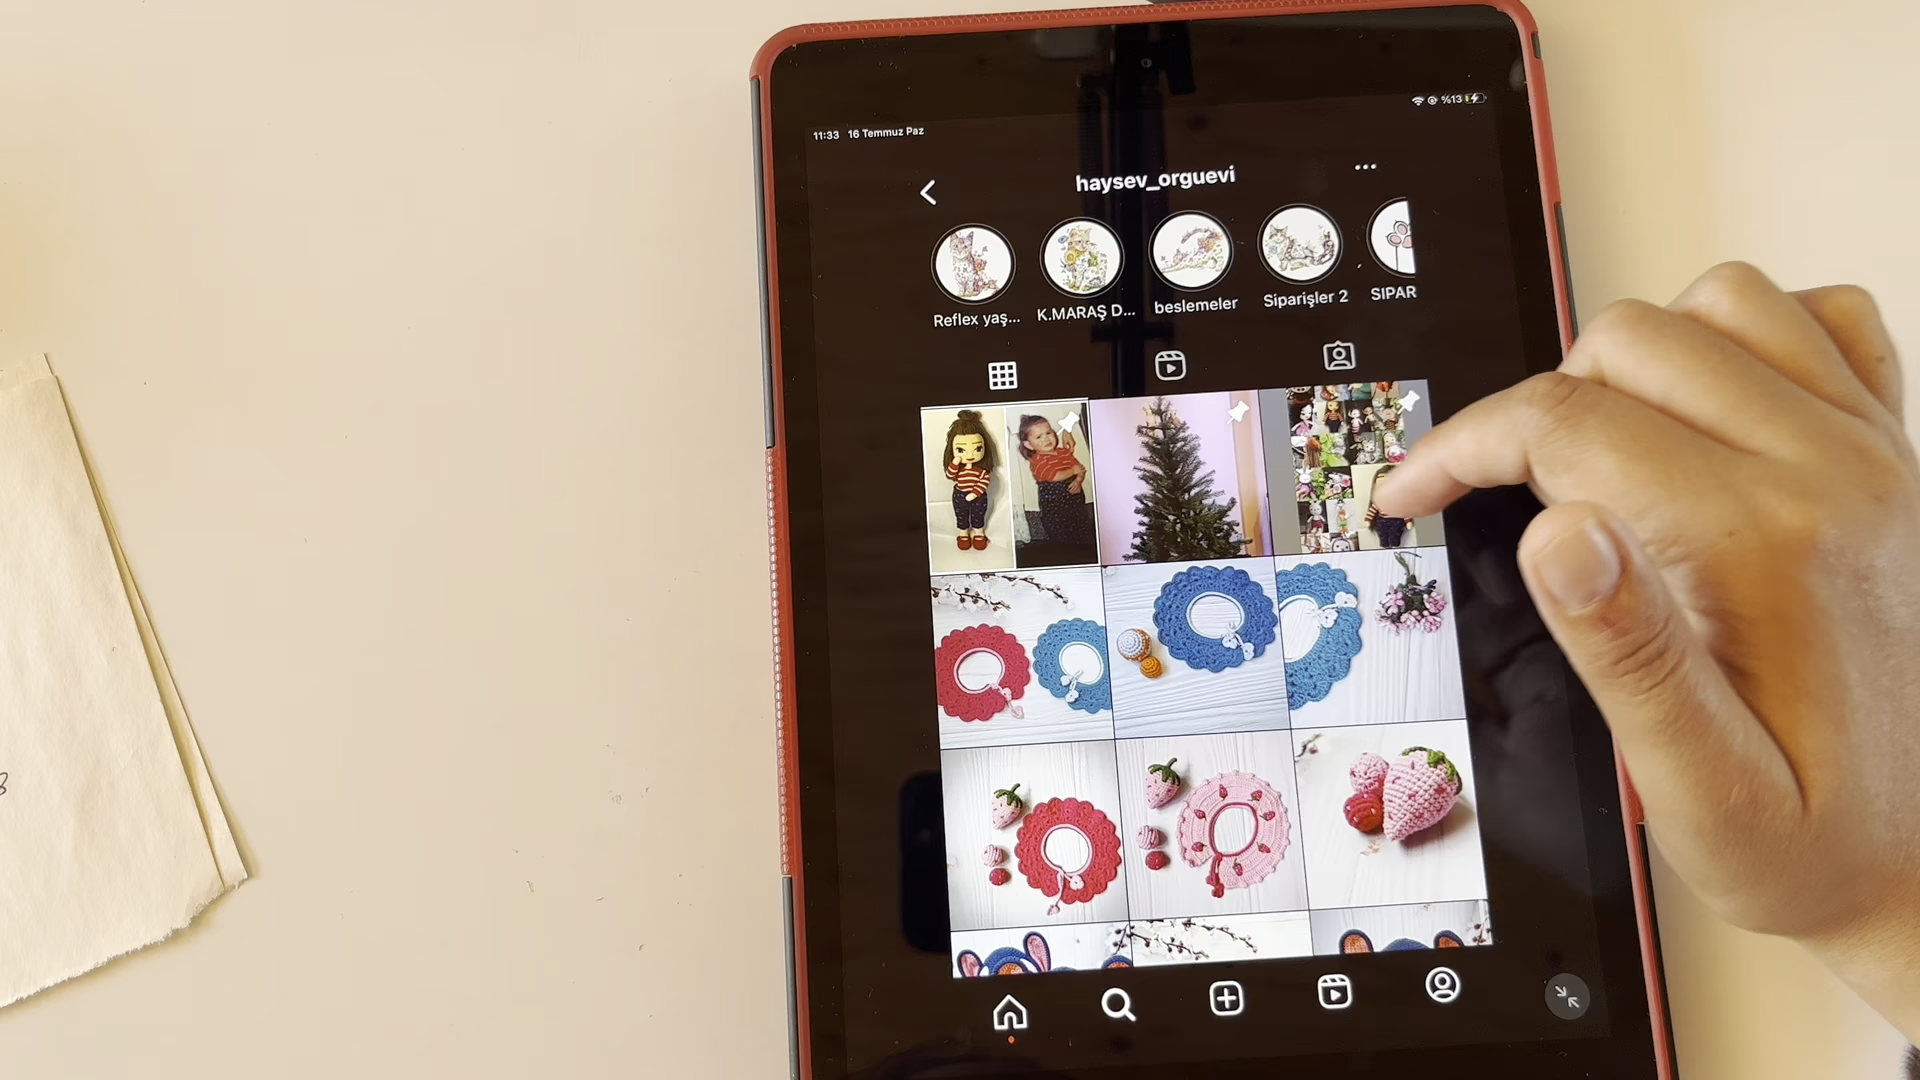 11:33 16 Temmuz Paz
%13
haysev_orguevi
Reflex yaş...
K.MARAŞ D...
beslemeler
Siparişler 2
SIPAR